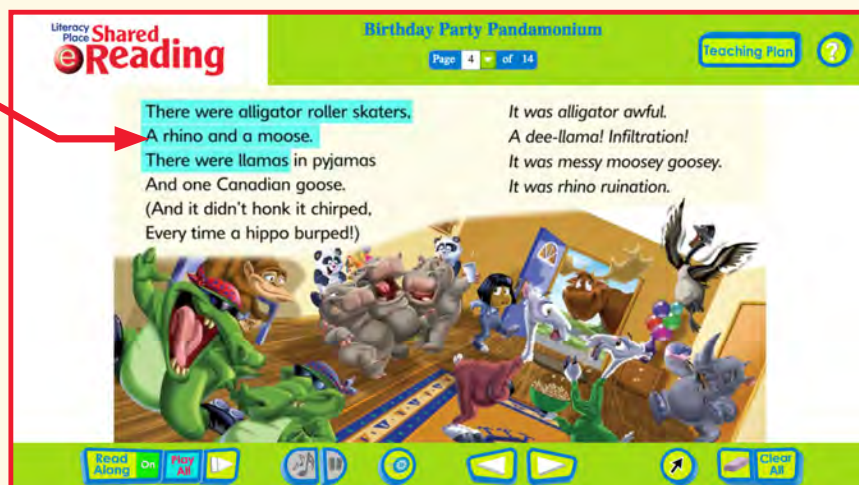 Literacy
Place Shared
eReading
Birthday Party Pandamonium
Page 4 of 14
Teaching Plan
?
There were alligator roller skaters,
A rhino and a moose.
There were llamas in pyjamas
And one Canadian goose.
(And it didn't honk it chirped,
Every time a hippo burped!)
It was alligator awful.
A dee-llama! Infiltration!
It was messy moosey goosey.
It was rhino ruination.
Read
Along
On
Play
All
Clear
All